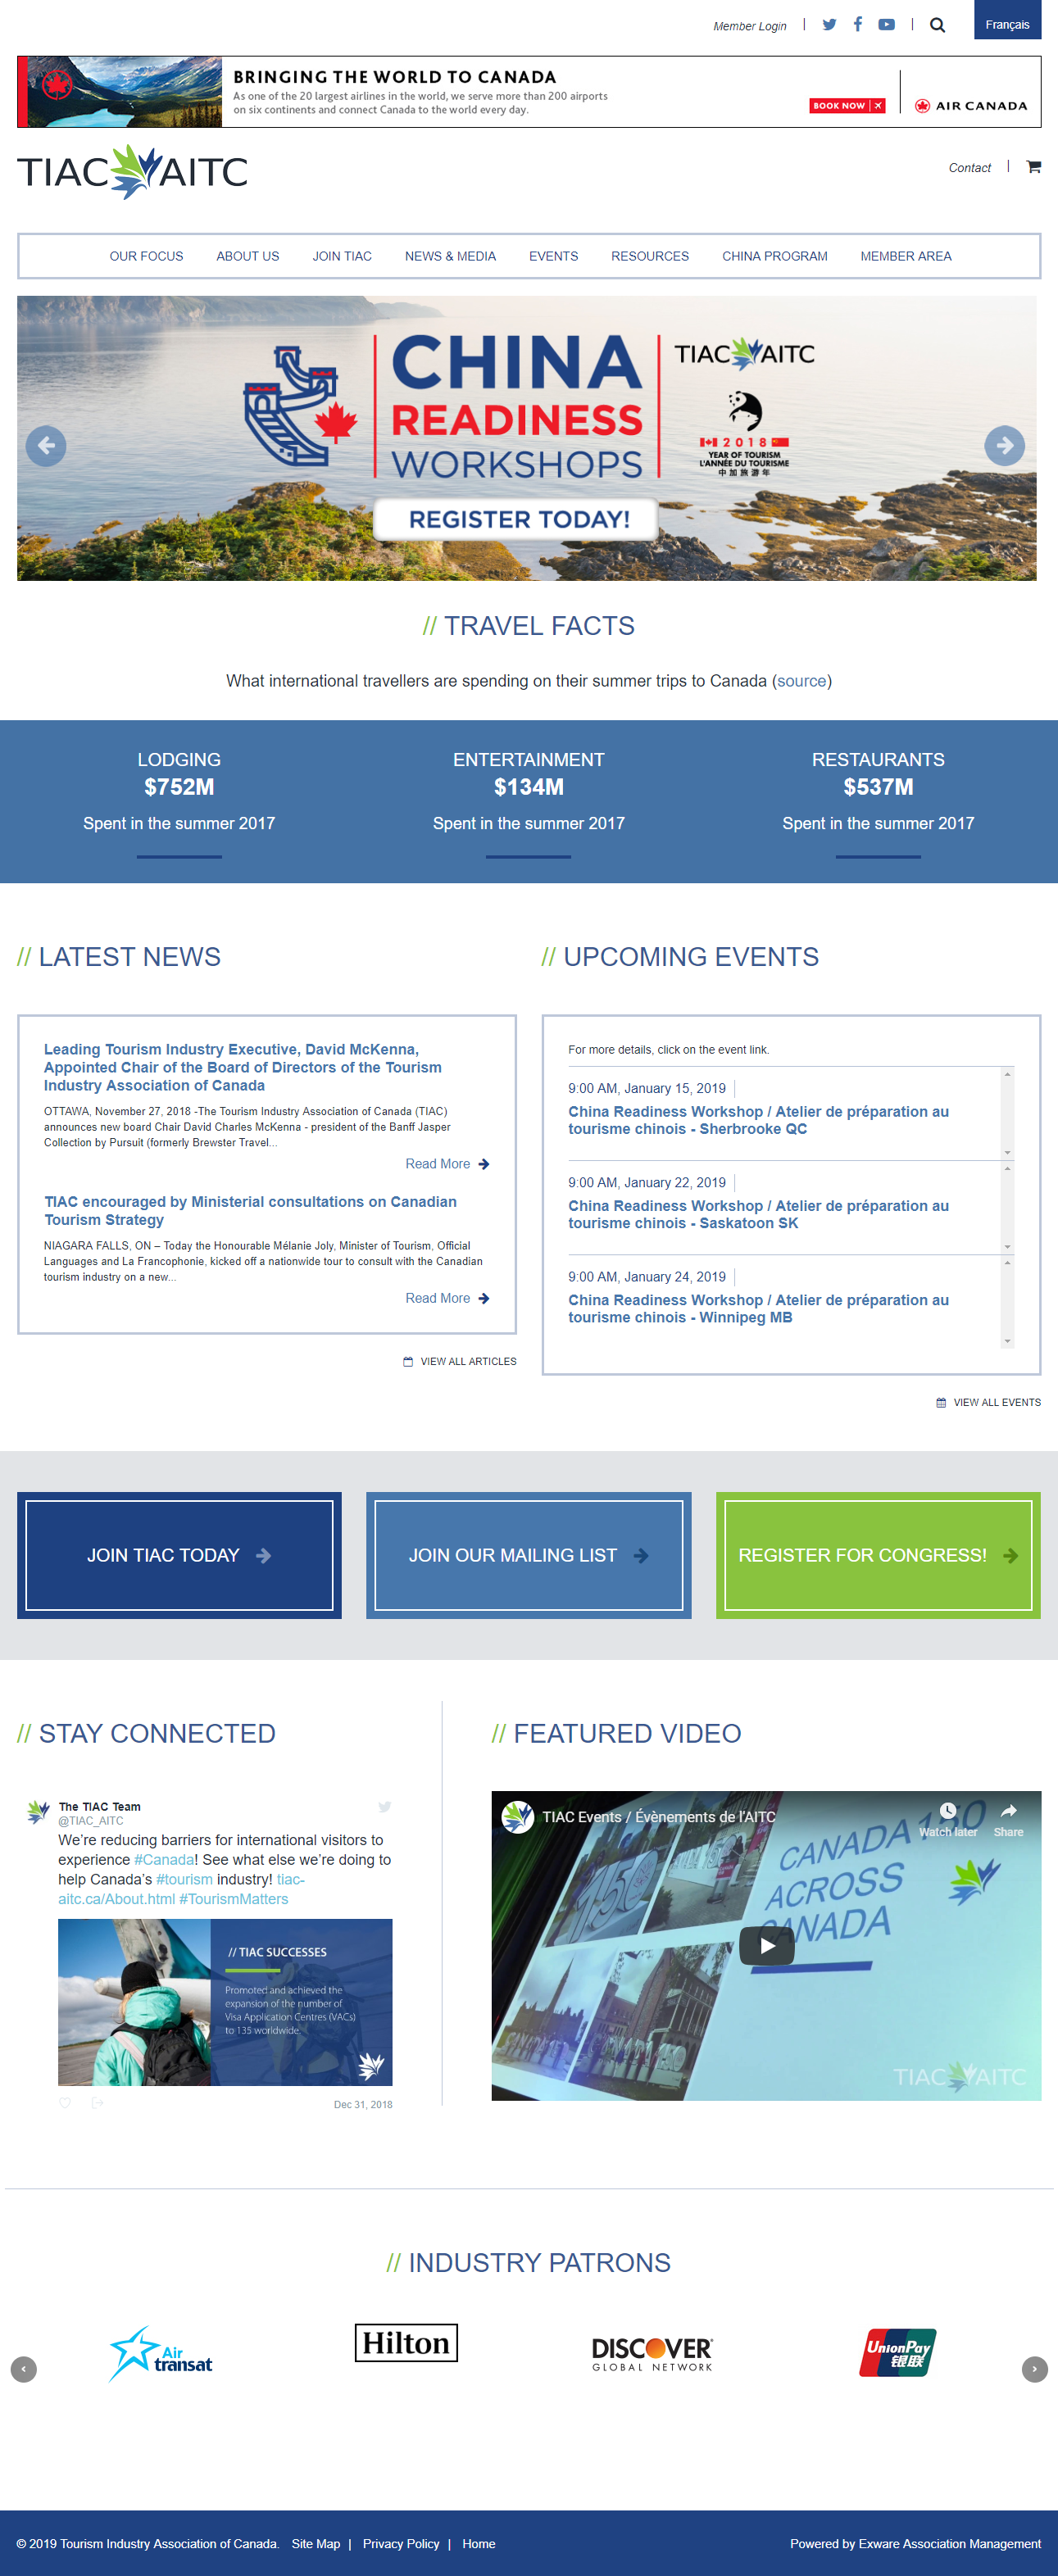 Member Login
Français
BRINGING THE WORLD TO CANADA
As one of the 20 largest airlines in the world, we serve more than 200 airports
on six continents and connect Canada to the world every day.
BOOK NOW
AIR CANADA
TIAC AITC
Contact
OUR FOCUS
ABOUT US
JOIN TIAC
NEWS & MEDIA
EVENTS
RESOURCES
CHINA PROGRAM
MEMBER AREA
CHINA
READINESS
WORKSHOPS
TIAC AITC
2018
YEAR OF TOURISM
L'ANNÉE DU TOURISME
中加旅游年
REGISTER TODAY!
// TRAVEL FACTS
What international travellers are spending on their summer trips to Canada (source)
LODGING
$752M
Spent in the summer 2017
ENTERTAINMENT
$134M
Spent in the summer 2017
RESTAURANTS
$537M
Spent in the summer 2017
// LATEST NEWS
Leading Tourism Industry Executive, David McKenna,
Appointed Chair of the Board of Directors of the Tourism
Industry Association of Canada
OTTAWA, November 27, 2018 -The Tourism Industry Association of Canada (TIAC)
announces new board Chair David Charles McKenna - president of the Banff Jasper
Collection by Pursuit (formerly Brewster Travel...
Read More
TIAC encouraged by Ministerial consultations on Canadian
Tourism Strategy
NIAGARA FALLS, ON – Today the Honourable Mélanie Joly, Minister of Tourism, Official
Languages and La Francophonie, kicked off a nationwide tour to consult with the Canadian
tourism industry on a new...
Read More
VIEW ALL ARTICLES
// UPCOMING EVENTS
For more details, click on the event link.
9:00 AM, January 15, 2019
China Readiness Workshop / Atelier de préparation au
tourisme chinois - Sherbrooke QC
9:00 AM, January 22, 2019
China Readiness Workshop / Atelier de préparation au
tourisme chinois - Saskatoon SK
9:00 AM, January 24, 2019
China Readiness Workshop / Atelier de préparation au
tourisme chinois - Winnipeg MB
VIEW ALL EVENTS
JOIN TIAC TODAY
JOIN OUR MAILING LIST
REGISTER FOR CONGRESS!
// STAY CONNECTED
The TIAC Team
@TIAC_AITC
We're reducing barriers for international visitors to
experience #Canada! See what else we're doing to
help Canada's #tourism industry! tiac-
aitc.ca/About.html #TourismMatters
// TIAC SUCCESSES
Promoted and achieved the
expansion of the number of
Visa Application Centres (VACs)
to 135 worldwide.
Dec 31, 2018
// FEATURED VIDEO
TIAC Events / Évènements de l'AITC
Watch later
Share
CANADA 150
ACROSS
CANADA
150
TIAC AITC
// INDUSTRY PATRONS
Air
transat
Hilton
DISCOVER
GLOBAL NETWORK
UnionPay
银联
© 2019 Tourism Industry Association of Canada. Site Map | Privacy Policy | Home
Powered by Exware Association Management